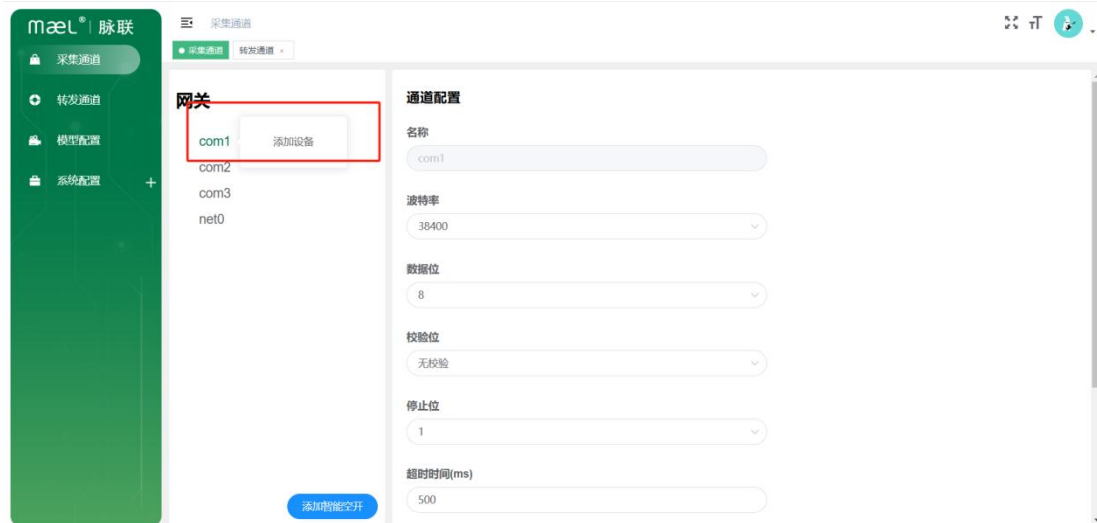 mæL® | 脉联
采集通道
转发通道
模型配置
系统配置 +
采集通道
采集通道 转发通道 ×
网关
com1
添加设备
com2
com3
net0
添加智能空开
通道配置
名称
com1
波特率
38400
数据位
8
校验位
无校验
停止位
1
超时时间(ms)
500